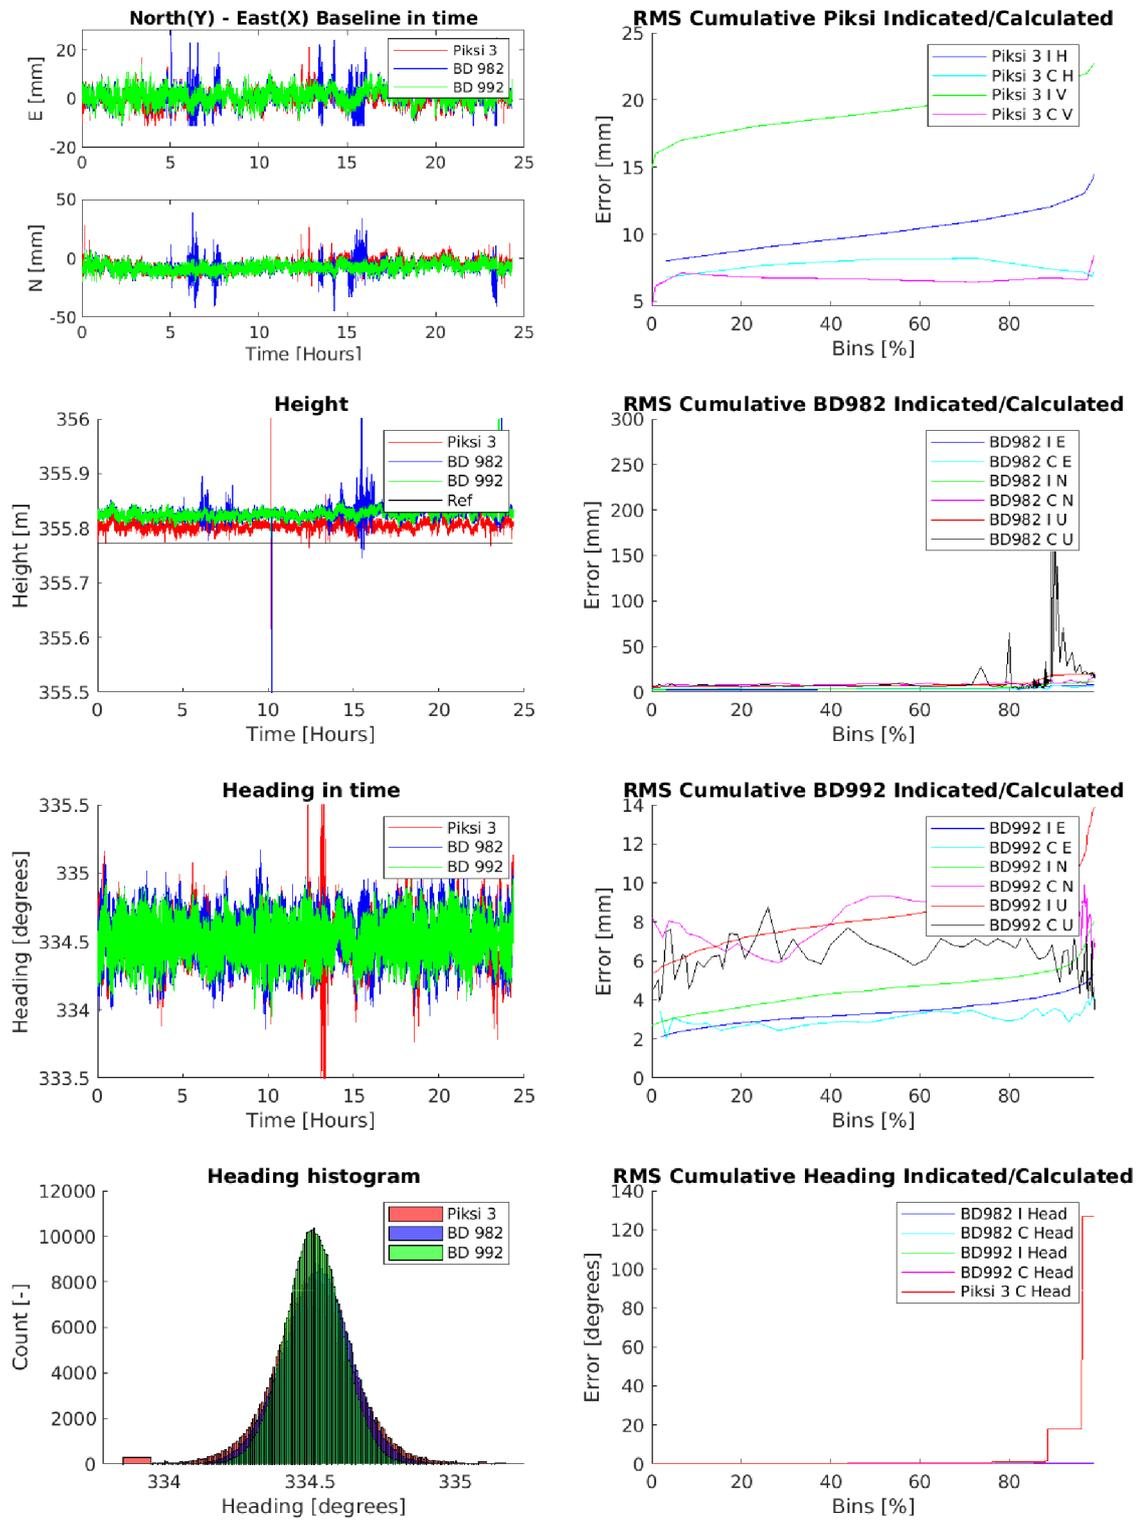 North(Y) - East(X) Baseline in time
E [mm]
20
0
-20
0 5 10 15 20 25
Piksi 3
BD 982
BD 992
N [mm]
50
0
-50
0 5 10 15 20 25
Time [Hours]
RMS Cumulative Piksi Indicated/Calculated
Error [mm]
25
20
15
10
5
0 20 40 60 80
Bins [%]
Piksi 3 I H
Piksi 3 C H
Piksi 3 I V
Piksi 3 C V
Height
Height [m]
356
355.9
355.8
355.7
355.6
355.5
0 5 10 15 20 25
Time [Hours]
Piksi 3
BD 982
BD 992
Ref
RMS Cumulative BD982 Indicated/Calculated
Error [mm]
300
250
200
150
100
50
0
0 20 40 60 80
Bins [%]
BD982 I E
BD982 C E
BD982 I N
BD982 C N
BD982 I U
BD982 C U
Heading in time
Heading [degrees]
335.5
335
334.5
334
333.5
0 5 10 15 20 25
Time [Hours]
Piksi 3
BD 982
BD 992
RMS Cumulative BD992 Indicated/Calculated
Error [mm]
14
12
10
8
6
4
2
0
0 20 40 60 80
Bins [%]
BD992 I E
BD992 C E
BD992 I N
BD992 C N
BD992 I U
BD992 C U
Heading histogram
Count [-]
12000
10000
8000
6000
4000
2000
0
334 334.5 335
Heading [degrees]
Piksi 3
BD 982
BD 992
RMS Cumulative Heading Indicated/Calculated
Error [degrees]
140
120
100
80
60
40
20
0
0 20 40 60 80
Bins [%]
BD982 I Head
BD982 C Head
BD992 I Head
BD992 C Head
Piksi 3 C Head